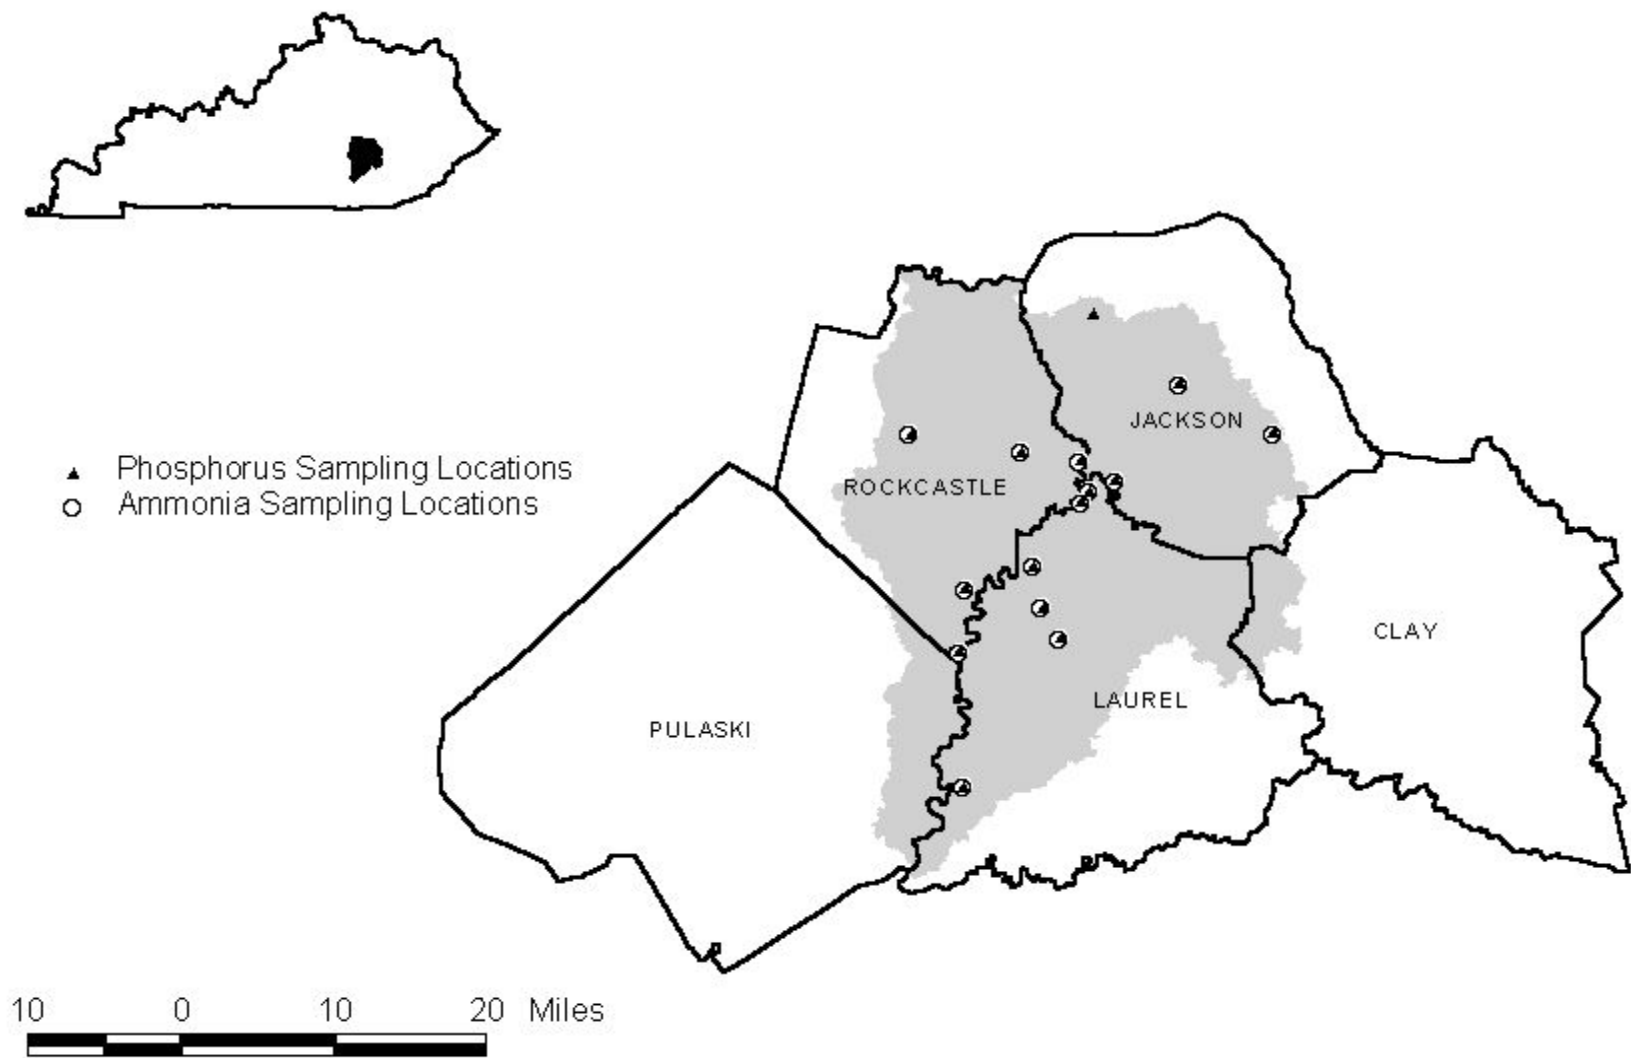 JACKSON
Phosphorus Sampling Locations
ROCKCASTLE
Ammonia Sampling Locations
CLAY
LAUREL
PULASKI
10 0 10 20 Miles